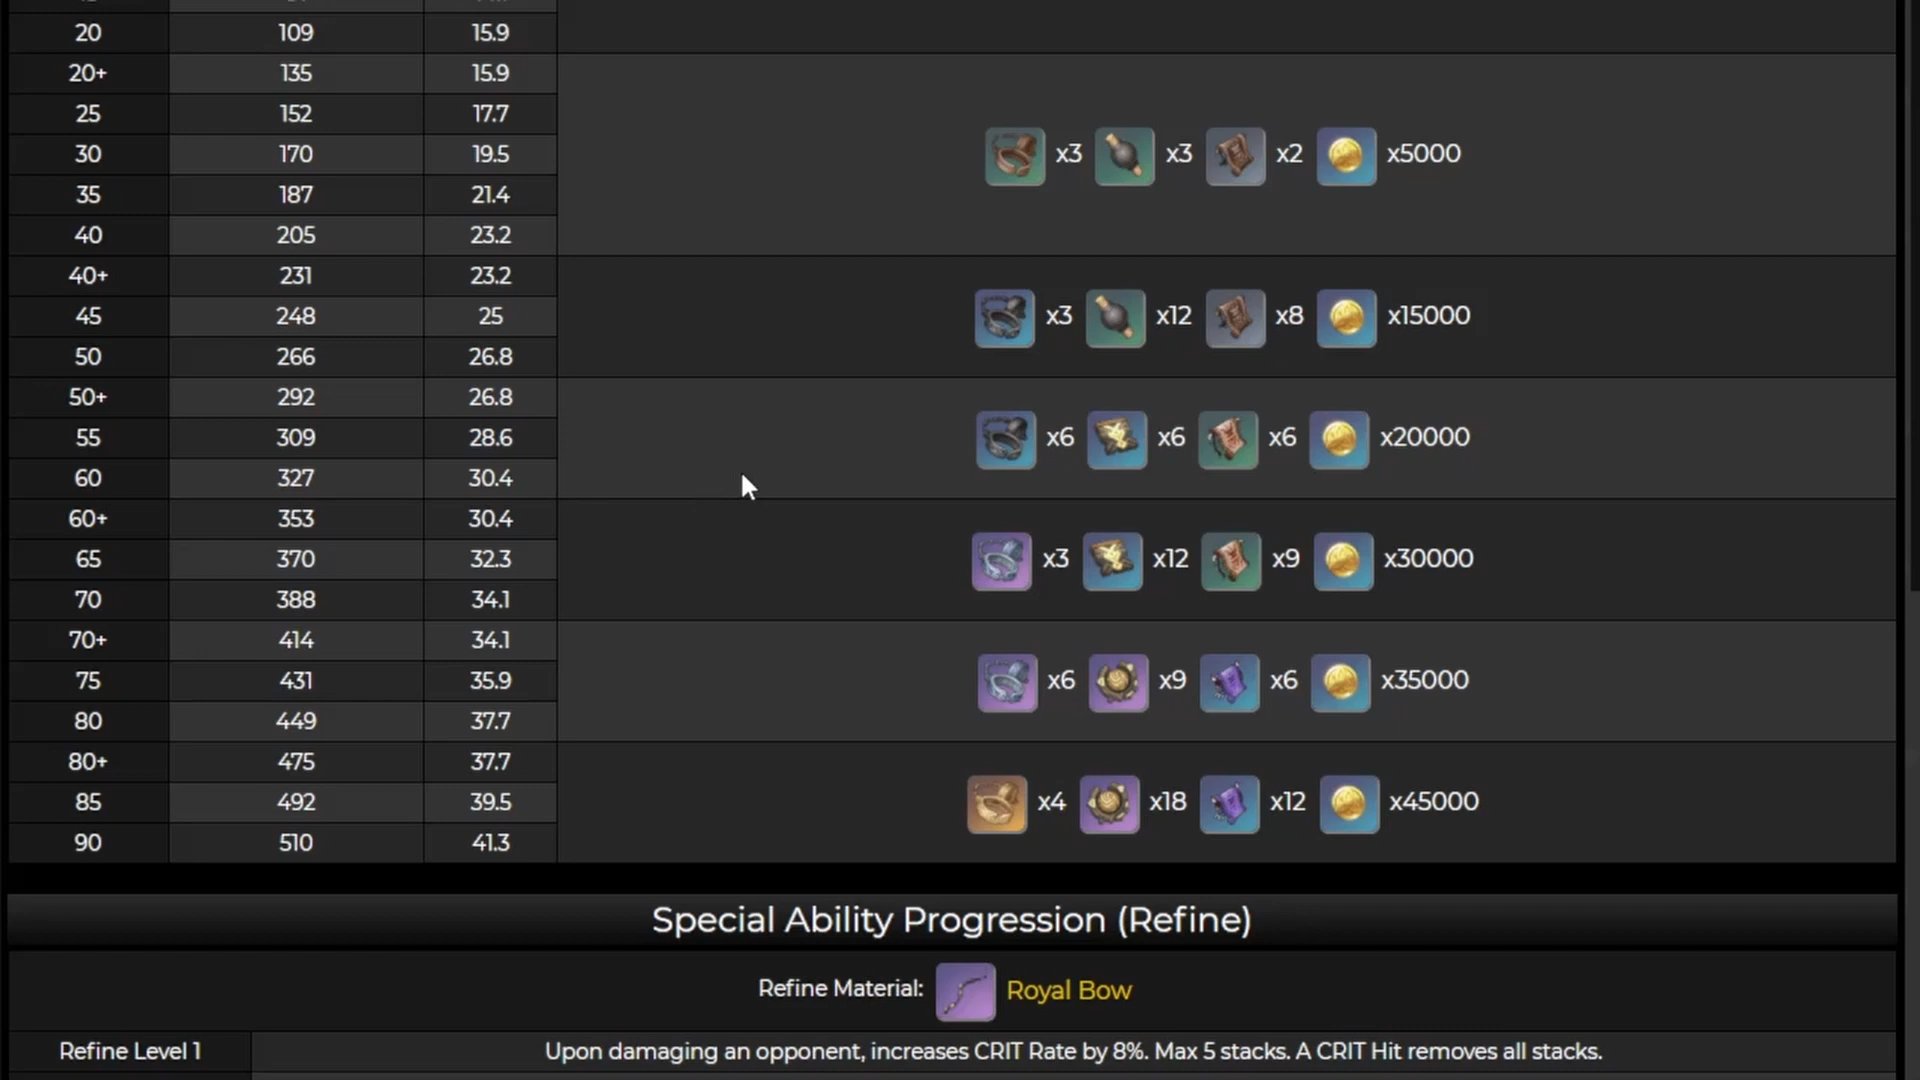 20 109 15.9
20+ 135 15.9
25 152 17.7
30 170 19.5
x3 x3 x2 x5000
35 187 21.4
40 205 23.2
40+ 231 23.2
45 248 25
x3 x12 x8 x15000
50 266 26.8
50+ 292 26.8
55 309 28.6
x6 x6 x6 x20000
60 327 30.4
60+ 353 30.4
65 370 32.3
x3 x12 x9 x30000
70 388 34.1
70+ 414 34.1
75 431 35.9
x6 x9 x6 x35000
80 449 37.7
80+ 475 37.7
85 492 39.5
x4 x18 x12 x45000
90 510 41.3
Special Ability Progression (Refine)
Refine Material: Royal Bow
Refine Level 1 Upon damaging an opponent, increases CRIT Rate by 8%. Max 5 stacks. A CRIT Hit removes all stacks.